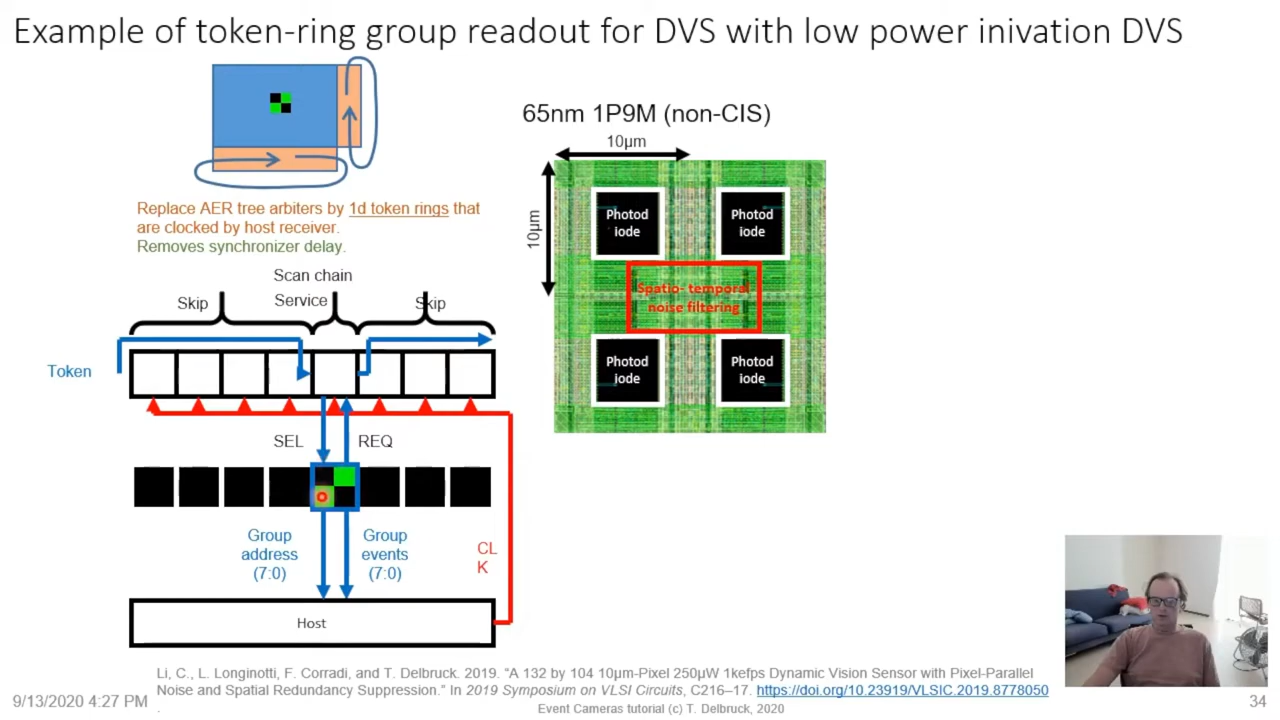 Example of token-ring group readout for DVS with low power inivation DVS
65nm 1P9M (non-CIS)
10µm
10µm
Replace AER tree arbiters by 1d token rings that
are clocked by host receiver.
Removes synchronizer delay.
Scan chain
Skip
Service
Skip
Token
SEL
REQ
Group
address
(7:0)
Group
events
(7:0)
CL
K
Host
Photod
iode
Photod
iode
Spatio- temporal
noise filtering
Photod
iode
Photod
iode
Li, C., L. Longinotti, F. Corradi, and T. Delbruck. 2019. “A 132 by 104 10µm-Pixel 250µW 1kefps Dynamic Vision Sensor with Pixel-Parallel
Noise and Spatial Redundancy Suppression.” In 2019 Symposium on VLSI Circuits, C216–17. https://doi.org/10.23919/VLSIC.2019.8778050
.
9/13/2020 4:27 PM
Event Cameras tutorial (c) T. Delbruck, 2020
34